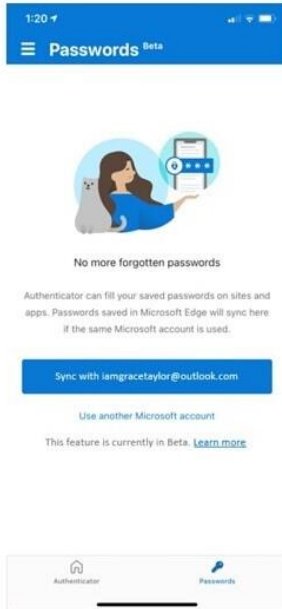 1:20
Passwords Beta
No more forgotten passwords
Authenticator can fill your saved passwords on sites and
apps. Passwords saved in Microsoft Edge will sync here
if the same Microsoft account is used.
Sync with iamgracetaylor@outlook.com
Use another Microsoft account
This feature is currently in Beta. Learn more
Authenticator
Passwords